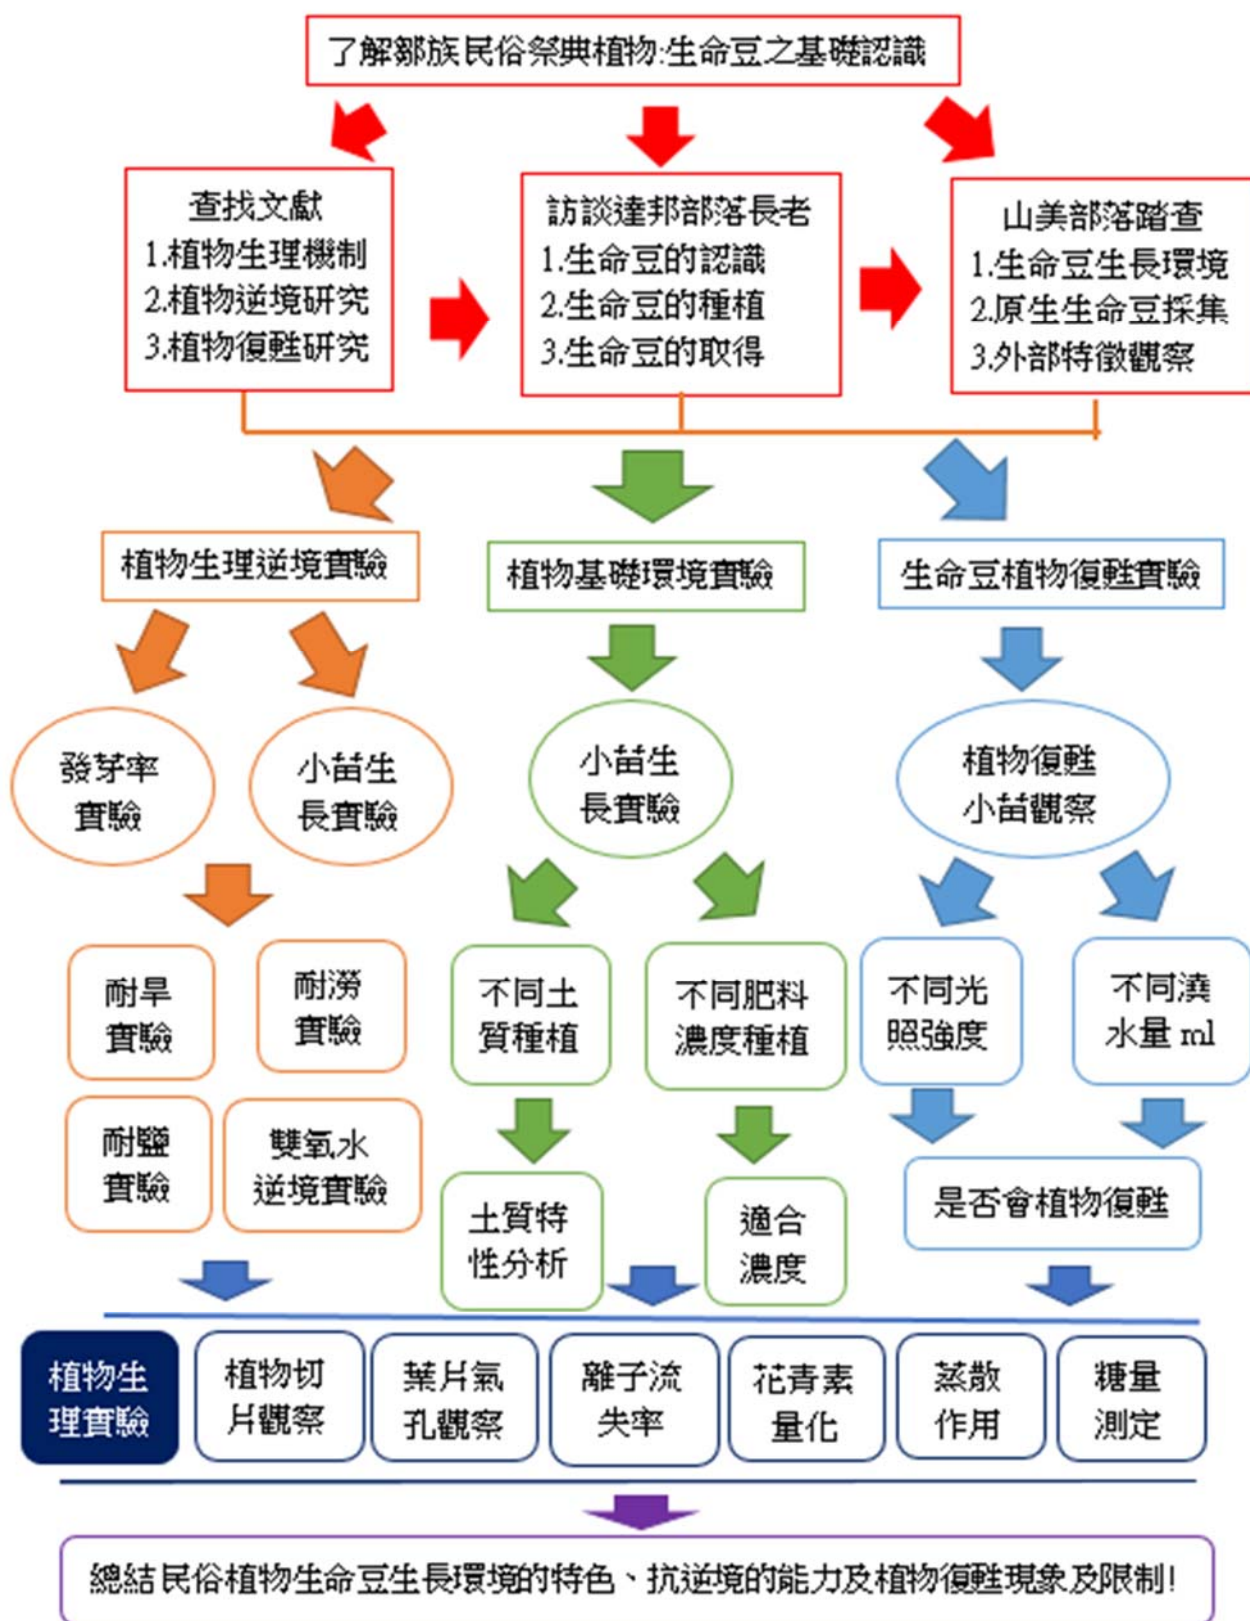 了解鄒族民俗祭典植物:生命豆之基礎認識
查找文獻
1.植物生理機制
2.植物逆境研究
3.植物復甦研究
訪談達邦部落長老
1.生命豆的認識
2.生命豆的種植
3.生命豆的取得
山美部落踏查
1.生命豆生長環境
2.原生生命豆採集
3.外部特徵觀察
植物生理逆境實驗
植物基礎環境實驗
生命豆植物復甦實驗
發芽率
實驗
小苗生
長實驗
小苗生
長實驗
植物復甦
小苗觀察
耐旱
實驗
耐澇
實驗
不同土
質種植
不同肥料
濃度種植
不同光
照強度
不同澆
水量 ml
耐鹽
實驗
雙氧水
逆境實驗
土質特
性分析
適合
濃度
是否會植物復甦
植物生
理實驗
植物切
片觀察
葉片氣
孔觀察
離子流
失率
花青素
量化
蒸散
作用
糖量
測定
總結民俗植物生命豆生長環境的特色、抗逆境的能力及植物復甦現象及限制!